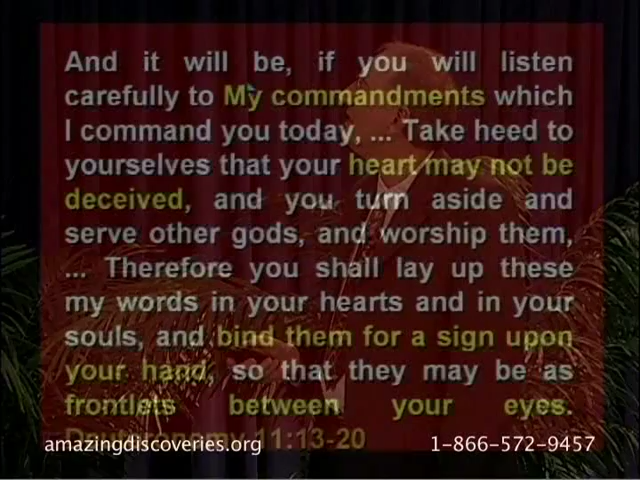 And it will be, if you will listen
carefully to My commandments which
I command you today, ... Take heed to
yourselves that your heart may not be
deceived, and you turn aside and
serve other gods, and worship them,
... Therefore you shall lay up these
my words in your hearts and in your
souls, and bind them for a sign upon
your hand, so that they may be as
frontlets between your eyes.
Deuteronomy 11:13-20
amazingdiscoveries.org 1-866-572-9457